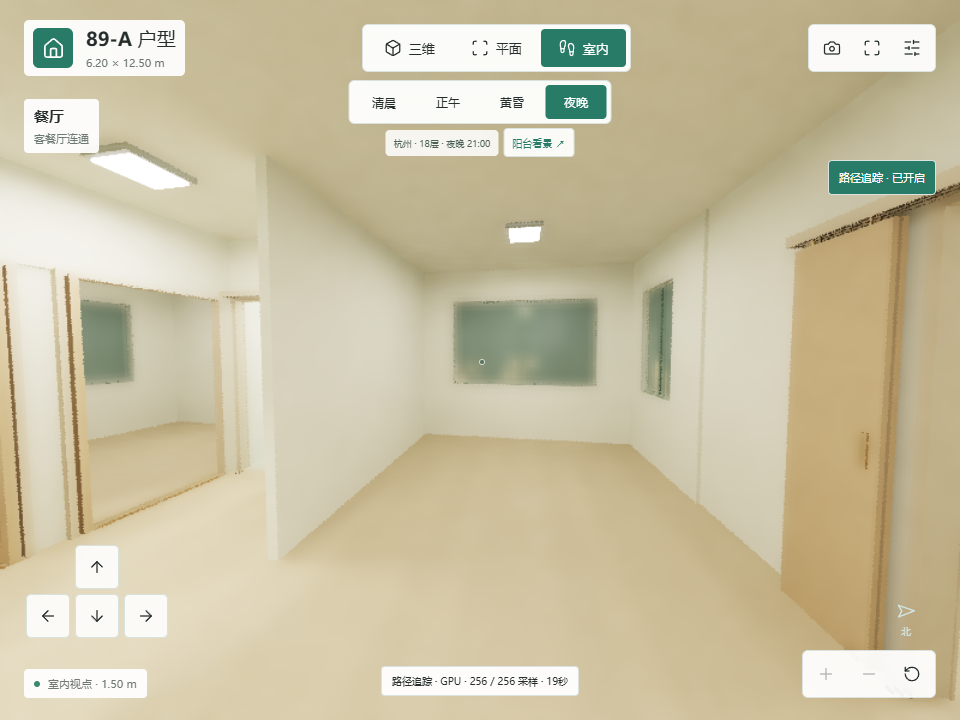 89-A 户型
6.20 × 12.50 m
三维
平面
室内
清晨
正午
黄昏
夜晚
杭州 · 18层 · 夜晚 21:00
阳台看景 ↗
餐厅
客餐厅连通
路径追踪 · 已开启
北
室内视点 · 1.50 m
路径追踪 · GPU · 256 / 256 采样 · 19秒